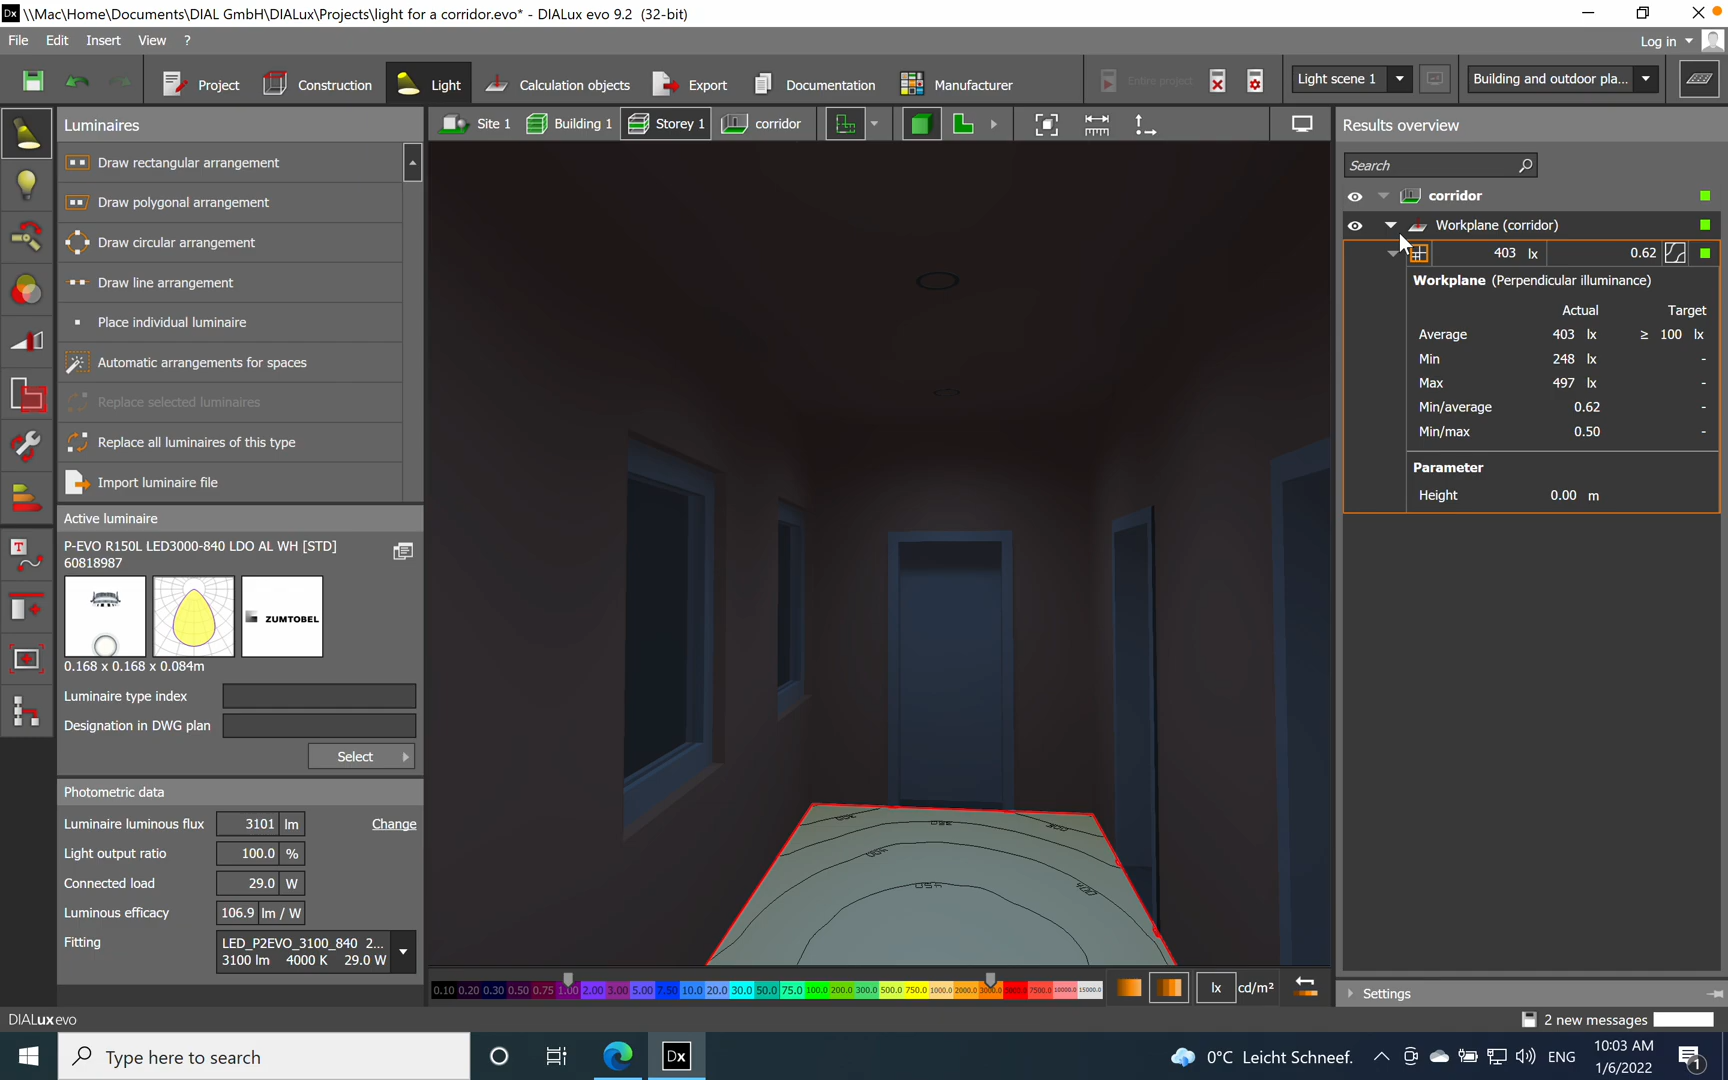 \\Mac\Home\Documents\DIAL GmbH\DIALux\Projects\light for a corridor.evo* - DIALux evo 9.2 (32-bit)
File Edit Insert View ?
Log in
Project Construction Light Calculation objects Export Documentation Manufacturer
Entire project
Light scene 1
Building and outdoor pla...
Luminaires
Site 1 Building 1 Storey 1 corridor
Results overview
Draw rectangular arrangement
Draw polygonal arrangement
Draw circular arrangement
Draw line arrangement
Place individual luminaire
Automatic arrangements for spaces
Replace selected luminaires
Replace all luminaires of this type
Import luminaire file
Active luminaire
P-EVO R150L LED3000-840 LDO AL WH [STD]
60818987
ZUMTOBEL
0.168 x 0.168 x 0.084m
Luminaire type index
Designation in DWG plan
Select
Photometric data
Luminaire luminous flux 3101 lm Change
Light output ratio 100.0 %
Connected load 29.0 W
Luminous efficacy 106.9 lm / W
Fitting LED_P2EVO_3100_840 2...
3100 lm 4000 K 29.0 W
0.10 0.20 0.30 0.50 0.75 1.00 2.00 3.00 5.00 7.50 10.0 20.0 30.0 50.0 75.0 100.0 200.0 300.0 500.0 750.0 1000.0 2000.0 3000.0 5000.0 7500.0 10000.0 15000.0
lx cd/m²
Search
corridor
Workplane (corridor)
403 lx 0.62
Workplane (Perpendicular illuminance)
Actual Target
Average 403 lx ≥ 100 lx
Min 248 lx -
Max 497 lx -
Min/average 0.62 -
Min/max 0.50 -
Parameter
Height 0.00 m
Settings
DIALux evo
2 new messages
Type here to search
Dx
0°C Leicht Schneef.
ENG
10:03 AM
1/6/2022
1